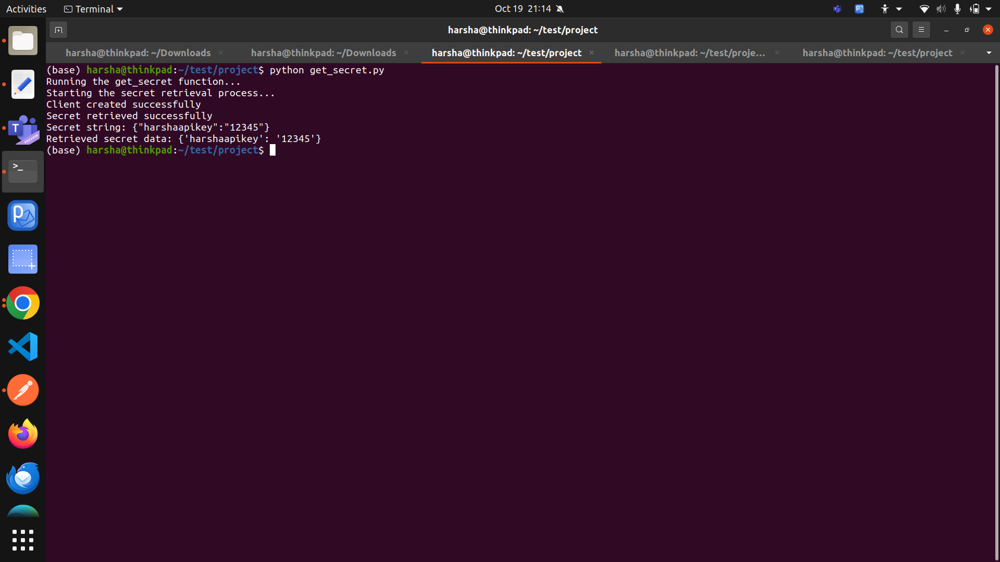 Activities
Terminal
Oct 19 21:14
harsha@thinkpad: ~/test/project
harsha@thinkpad: ~/Downloads
harsha@thinkpad: ~/Downloads
harsha@thinkpad: ~/test/project
harsha@thinkpad: ~/test/proje...
harsha@thinkpad: ~/test/project
(base) harsha@thinkpad:~/test/project$ python get_secret.py
Running the get_secret function...
Starting the secret retrieval process...
Client created successfully
Secret retrieved successfully
Secret string: {"harshaapikey":"12345"}
Retrieved secret data: {'harshaapikey': '12345'}
(base) harsha@thinkpad:~/test/project$
T
PREVIEW
>_
p